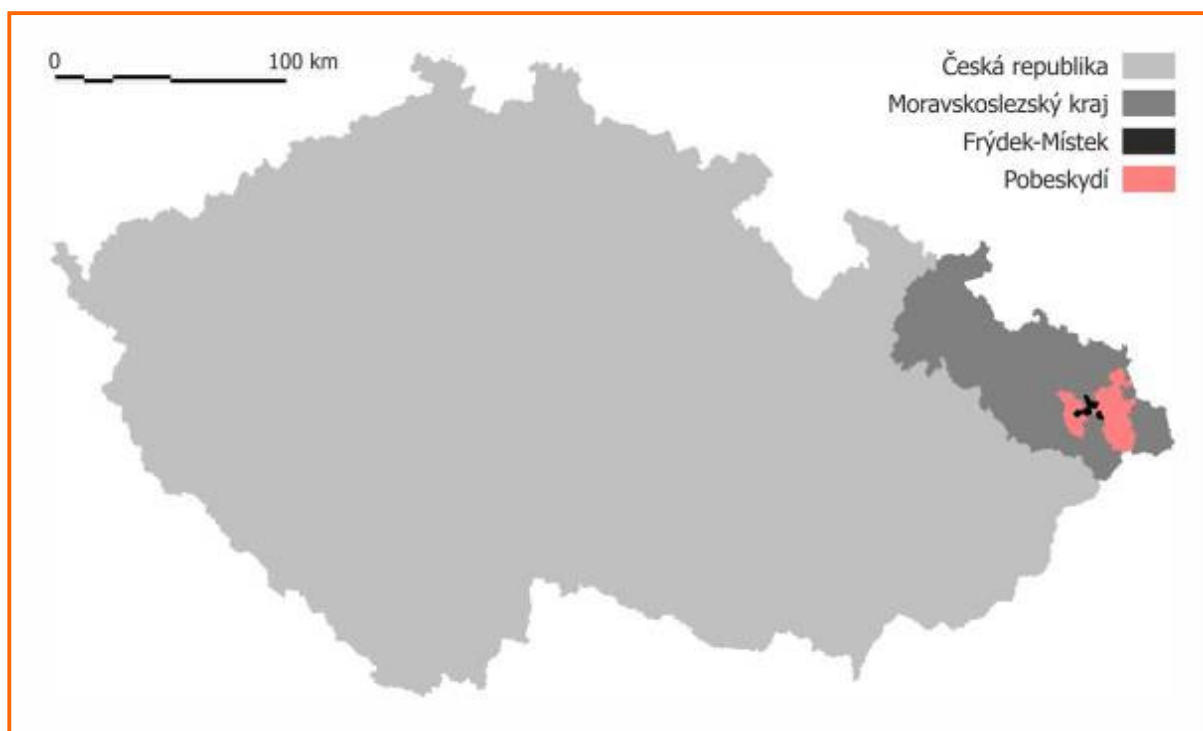 0 100 km
Česká republika
Moravskoslezský kraj
Frýdek-Místek
Pobeskydí